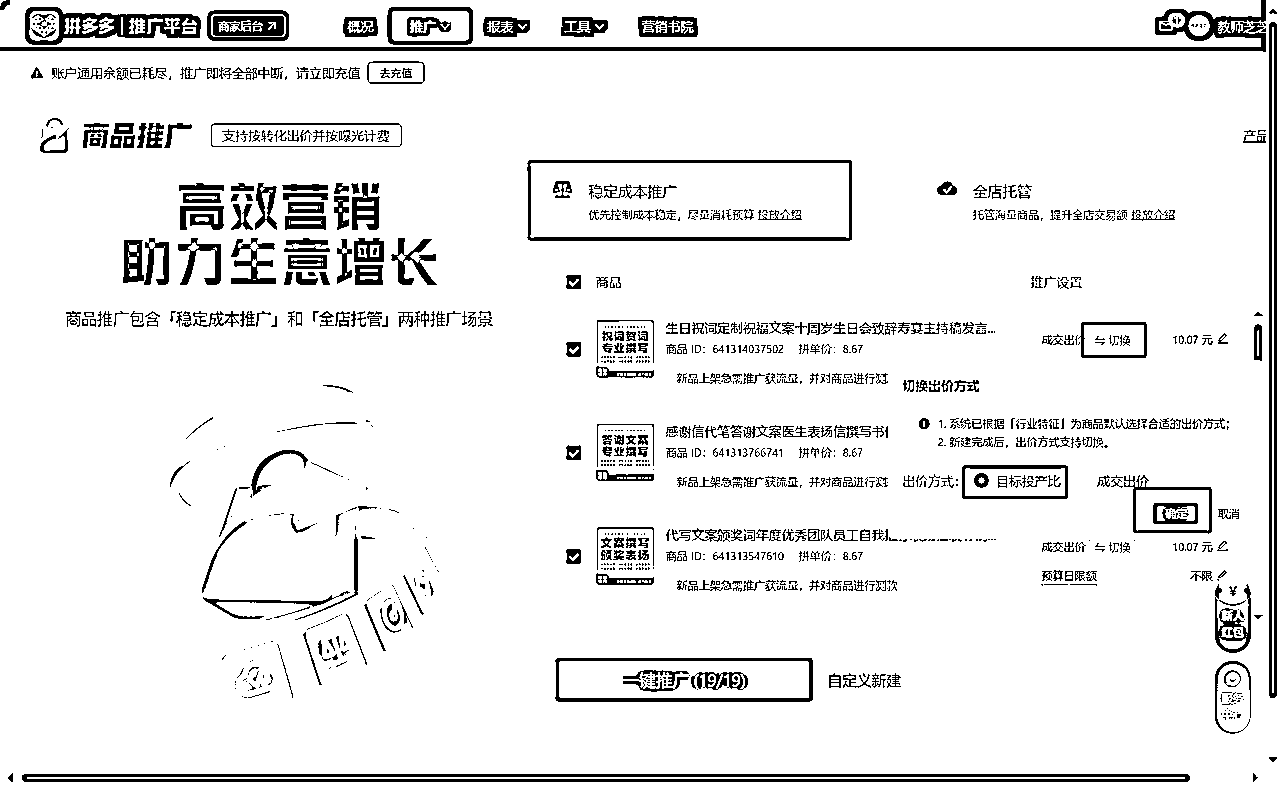 拼多多 | 推广平台 商家后台 概况 推广 报表 工具 营销书院 教师芝芝
账户通用余额已耗尽，推广即将全部中断，请立即充值 去充值
商品推广 支持按转化出价并按曝光计费 产品
高效营销
助力生意增长
商品推广包含「稳定成本推广」和「全店托管」两种推广场景
稳定成本推广
优先控制成本稳定，尽量消耗预算 投放介绍
全店托管
托管海量商品，提升全店交易额 投放介绍
商品 推广设置
祝词贺词
专业撰写
生日祝词定制祝福文案十周岁生日会致辞寿宴主持稿发言...
商品 ID: 641314037502 拼单价: 8.67
新品上架急需推广获流量，并对商品进行
成交出价 切换 10.07 元
答谢文案
专业撰写
感谢信代笔答谢文案医生表扬信撰写书
商品 ID: 641313766741 拼单价: 8.67
新品上架急需推广获流量，并对商品进行
切换出价方式
1. 系统已根据「行业特征」为商品默认选择合适的出价方式；
2. 新建完成后，出价方式支持切换。
出价方式: 目标投产比 成交出价
确定 取消
文案撰写
颁奖表扬
代写文案颁奖词年度优秀团队员工自我
商品 ID: 641313547610 拼单价: 8.67
新品上架急需推广获流量，并对商品进行
成交出价 切换 10.07 元
预算日限额 不限
新人
红包
一键推广(19/19) 自定义新建